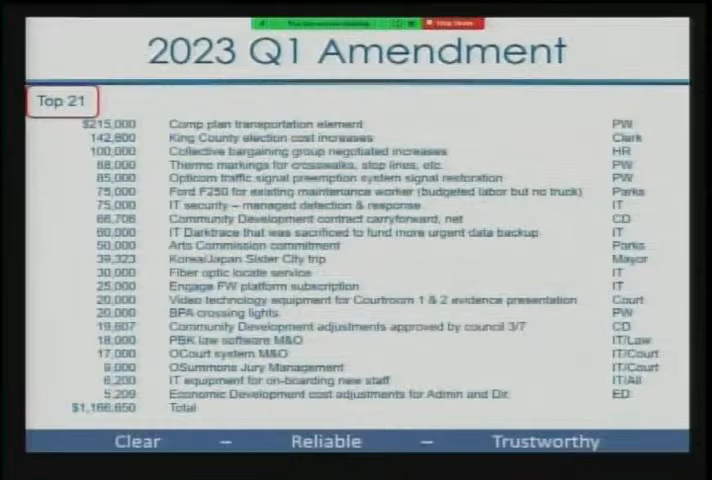 2023 Q1 Amendment
Top 21
$215,000 Comp plan transportation element PW
142,600 King County election cost increases Clerk
100,000 Collective bargaining group negotiated increases HR
88,000 Thermo markings for crosswalks, stop lines, etc. PW
85,000 Opticom traffic signal preemption system signal restoration PW
75,000 Ford F250 for existing maintenance worker (budgeted labor but no truck) Parks
75,000 IT security – managed detection & response IT
66,706 Community Development contract carryforward, net CD
60,000 IT Darktrace that was sacrificed to fund more urgent data backup IT
50,000 Arts Commission commitment Parks
39,323 Korea/Japan Sister City trip Mayor
30,000 Fiber optic locate service IT
25,000 Engage FW platform subscription IT
20,000 Video technology equipment for Courtroom 1 & 2 evidence presentation Court
20,000 BPA crossing lights PW
19,607 Community Development adjustments approved by council 3/7 CD
18,000 PBK law software M&O IT/Law
17,000 OCourt system M&O IT/Court
9,000 OSummons Jury Management IT/Court
6,200 IT equipment for on-boarding new staff IT/All
5,209 Economic Development cost adjustments for Admin and Dir. ED
$1,166,650 Total
Clear – Reliable – Trustworthy